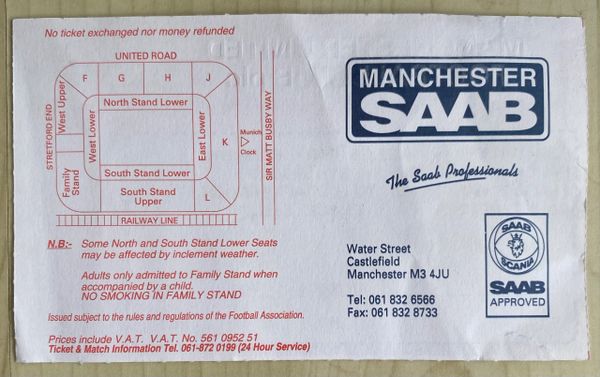 No ticket exchanged nor money refunded
UNITED ROAD
F G H J
West Upper
North Stand Lower
STRETFORD END
West Lower
East Lower
K
Munich
Clock
SIR MATT BUSBY WAY
Family
Stand
South Stand Lower
South Stand
Upper
L
RAILWAY LINE
N.B:- Some North and South Stand Lower Seats
may be affected by inclement weather.
Adults only admitted to Family Stand when
accompanied by a child.
NO SMOKING IN FAMILY STAND
Issued subject to the rules and regulations of the Football Association.
Prices include V.A.T. V.A.T. No. 561 0952 51
Ticket & Match Information Tel. 061-872 0199 (24 Hour Service)
MANCHESTER
SAAB
The Saab Professionals
Water Street
Castlefield
Manchester M3 4JU
Tel: 061 832 6566
Fax: 061 832 8733
SAAB
SCANIA
SAAB
APPROVED